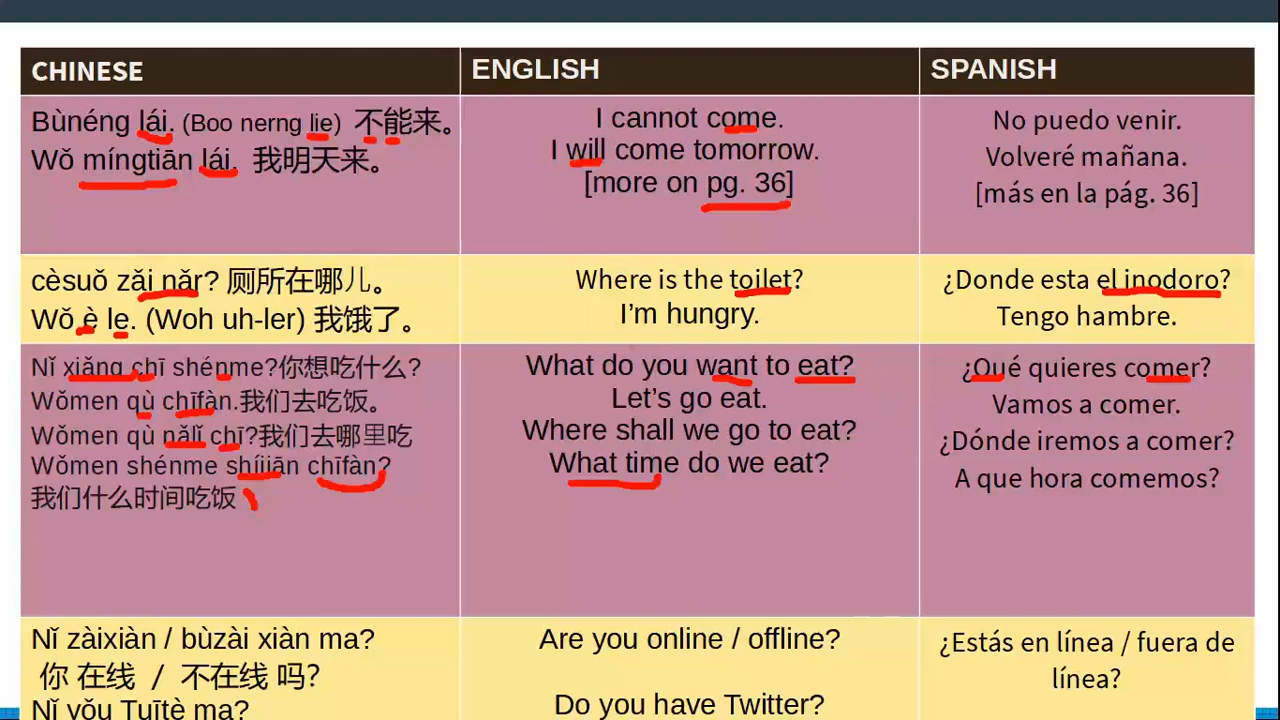 CHINESE
ENGLISH
SPANISH
Bùnéng lái. (Boo nerng lie) 不能来。
Wǒ míngtiān lái. 我明天来。
I cannot come.
I will come tomorrow.
[more on pg. 36]
No puedo venir.
Volveré mañana.
[más en la pág. 36]
cèsuǒ zǎi nǎr? 厕所在哪儿。
Wǒ è le. (Woh uh-ler) 我饿了。
Where is the toilet?
I'm hungry.
¿Donde esta el inodoro?
Tengo hambre.
Nǐ xiǎng chī shénme?你想吃什么?
Wǒmen qù chīfàn.我们去吃饭。
Wǒmen qù nǎlǐ chī?我们去哪里吃
Wǒmen shénme shíjiān chīfàn?
我们什么时间吃饭
What do you want to eat?
Let's go eat.
Where shall we go to eat?
What time do we eat?
¿Qué quieres comer?
Vamos a comer.
¿Dónde iremos a comer?
A que hora comemos?
Nǐ zàixiàn / bùzài xiàn ma?
你 在线 / 不在线 吗?
Nǐ yǒu Tuītè ma?
Are you online / offline?
Do you have Twitter?
¿Estás en línea / fuera de
línea?